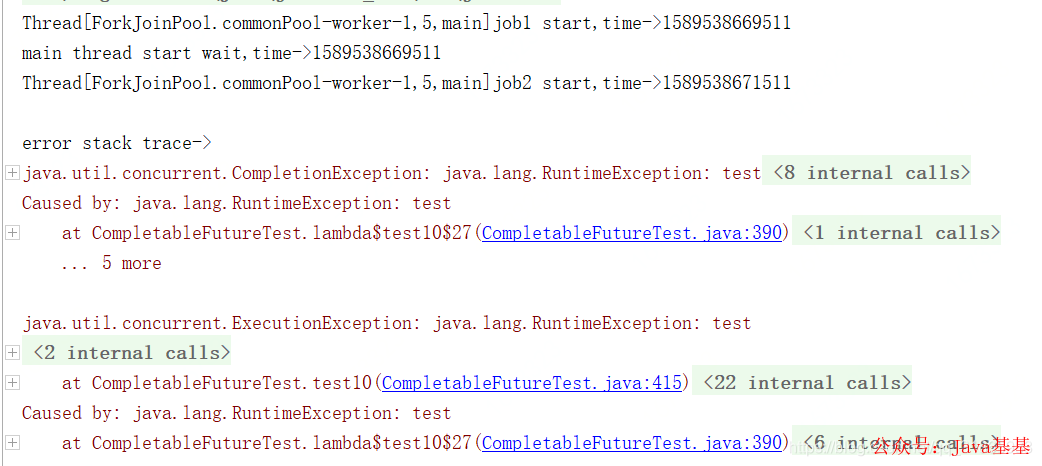 Thread[ForkJoinPool.commonPool-worker-1,5,main]job1 start,time->1589538669511
main thread start wait,time->1589538669511
Thread[ForkJoinPool.commonPool-worker-1,5,main]job2 start,time->1589538671511
error stack trace->
java.util.concurrent.CompletionException: java.lang.RuntimeException: test <8 internal calls>
Caused by: java.lang.RuntimeException: test
at CompletableFutureTest.lambda$test10$27(CompletableFutureTest.java:390) <1 internal calls>
... 5 more
java.util.concurrent.ExecutionException: java.lang.RuntimeException: test
<2 internal calls>
at CompletableFutureTest.test10(CompletableFutureTest.java:415) <22 internal calls>
Caused by: java.lang.RuntimeException: test
at CompletableFutureTest.lambda$test10$27(CompletableFutureTest.java:390) <6 internal calls>
公众号：java基基